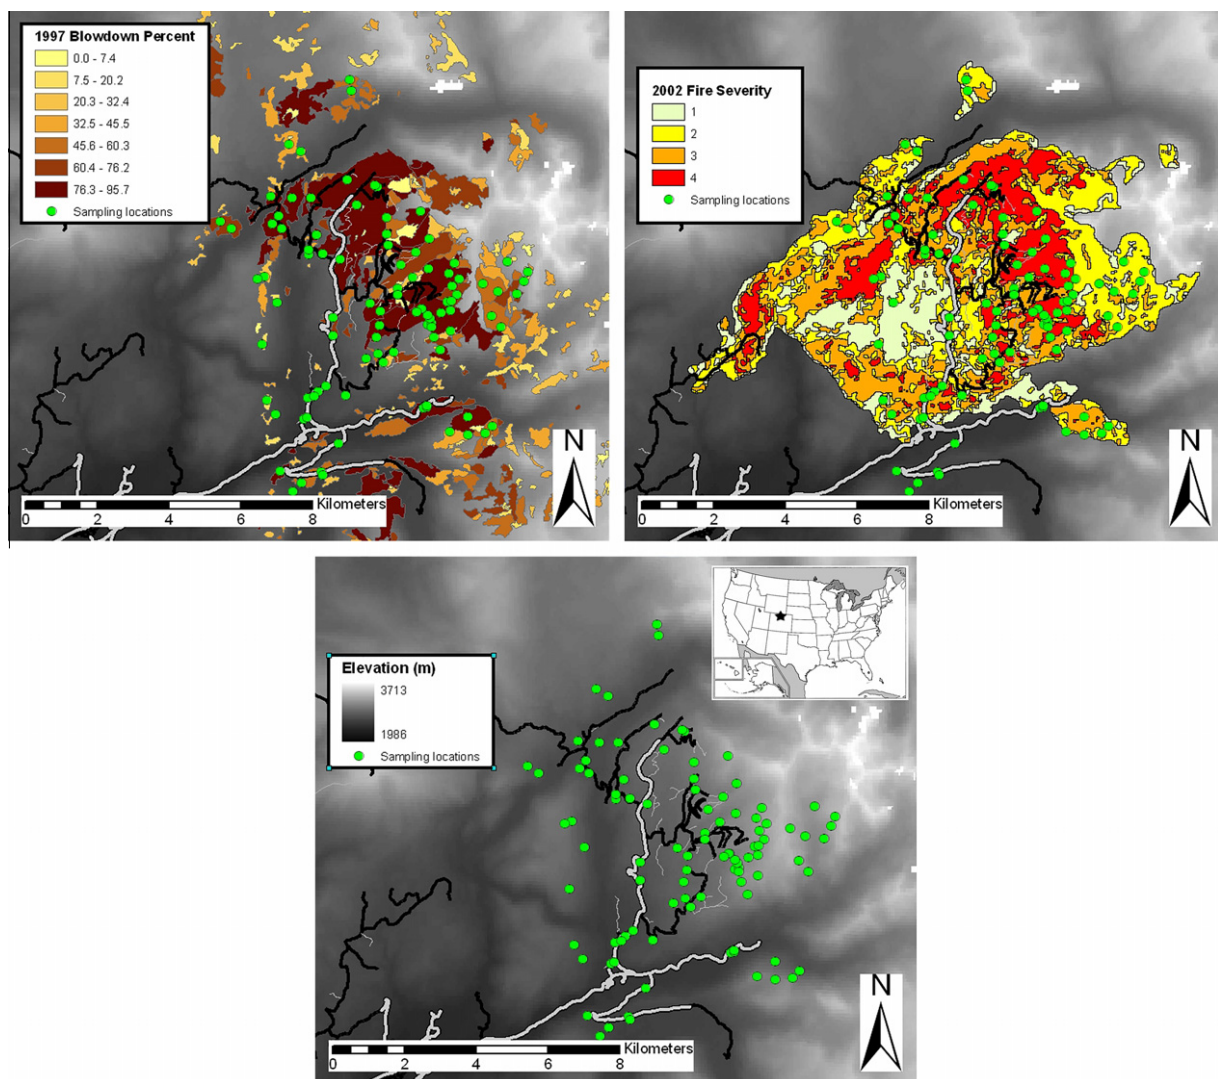 1997 Blowdown Percent
0.0 - 7.4
7.5 - 20.2
20.3 - 32.4
32.5 - 45.5
45.6 - 60.3
60.4 - 76.2
76.3 - 95.7
Sampling locations
N
Kilometers
0 2 4 6 8
2002 Fire Severity
1
2
3
4
Sampling locations
N
Kilometers
0 2 4 6 8
Elevation (m)
3713
1986
Sampling locations
N
Kilometers
0 2 4 6 8